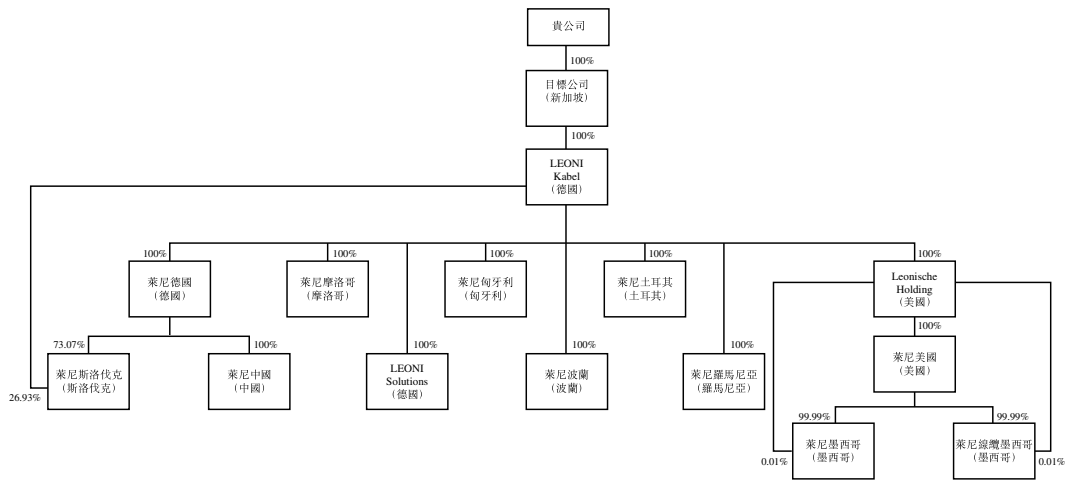 貴公司
100%
目標公司
（新加坡）
100%
LEONI
Kabel
（德國）
100%
萊尼德國
（德國）
100%
萊尼摩洛哥
（摩洛哥）
100%
萊尼匈牙利
（匈牙利）
100%
萊尼土耳其
（土耳其）
100%
Leonische
Holding
（美國）
73.07%
萊尼斯洛伐克
（斯洛伐克）
26.93%
100%
萊尼中國
（中國）
100%
LEONI
Solutions
（德國）
100%
萊尼波蘭
（波蘭）
100%
萊尼羅馬尼亞
（羅馬尼亞）
100%
萊尼美國
（美國）
99.99%
萊尼墨西哥
（墨西哥）
0.01%
99.99%
萊尼線纜墨西哥
（墨西哥）
0.01%